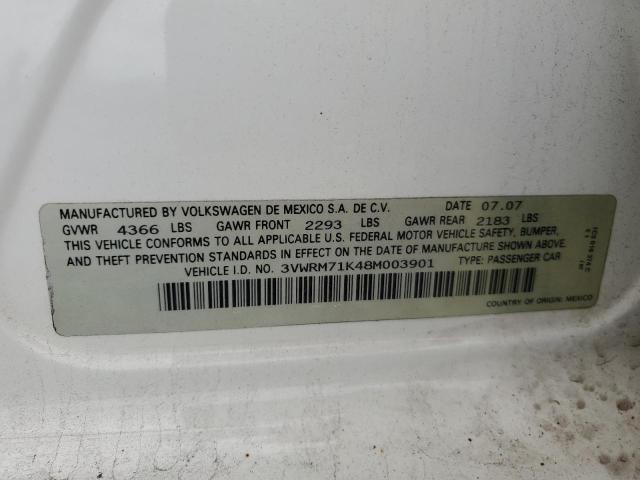 MANUFACTURED BY VOLKSWAGEN DE MEXICO S.A. DE C.V. DATE 07.07
GVWR 4366 LBS GAWR FRONT 2293 LBS GAWR REAR 2183 LBS
THIS VEHICLE CONFORMS TO ALL APPLICABLE U.S. FEDERAL MOTOR VEHICLE SAFETY, BUMPER,
AND THEFT PREVENTION STANDARDS IN EFFECT ON THE DATE OF MANUFACTURE SHOWN ABOVE.
VEHICLE I.D. NO. 3VWRM71K48M003901 TYPE: PASSENGER CAR
COUNTRY OF ORIGIN: MEXICO